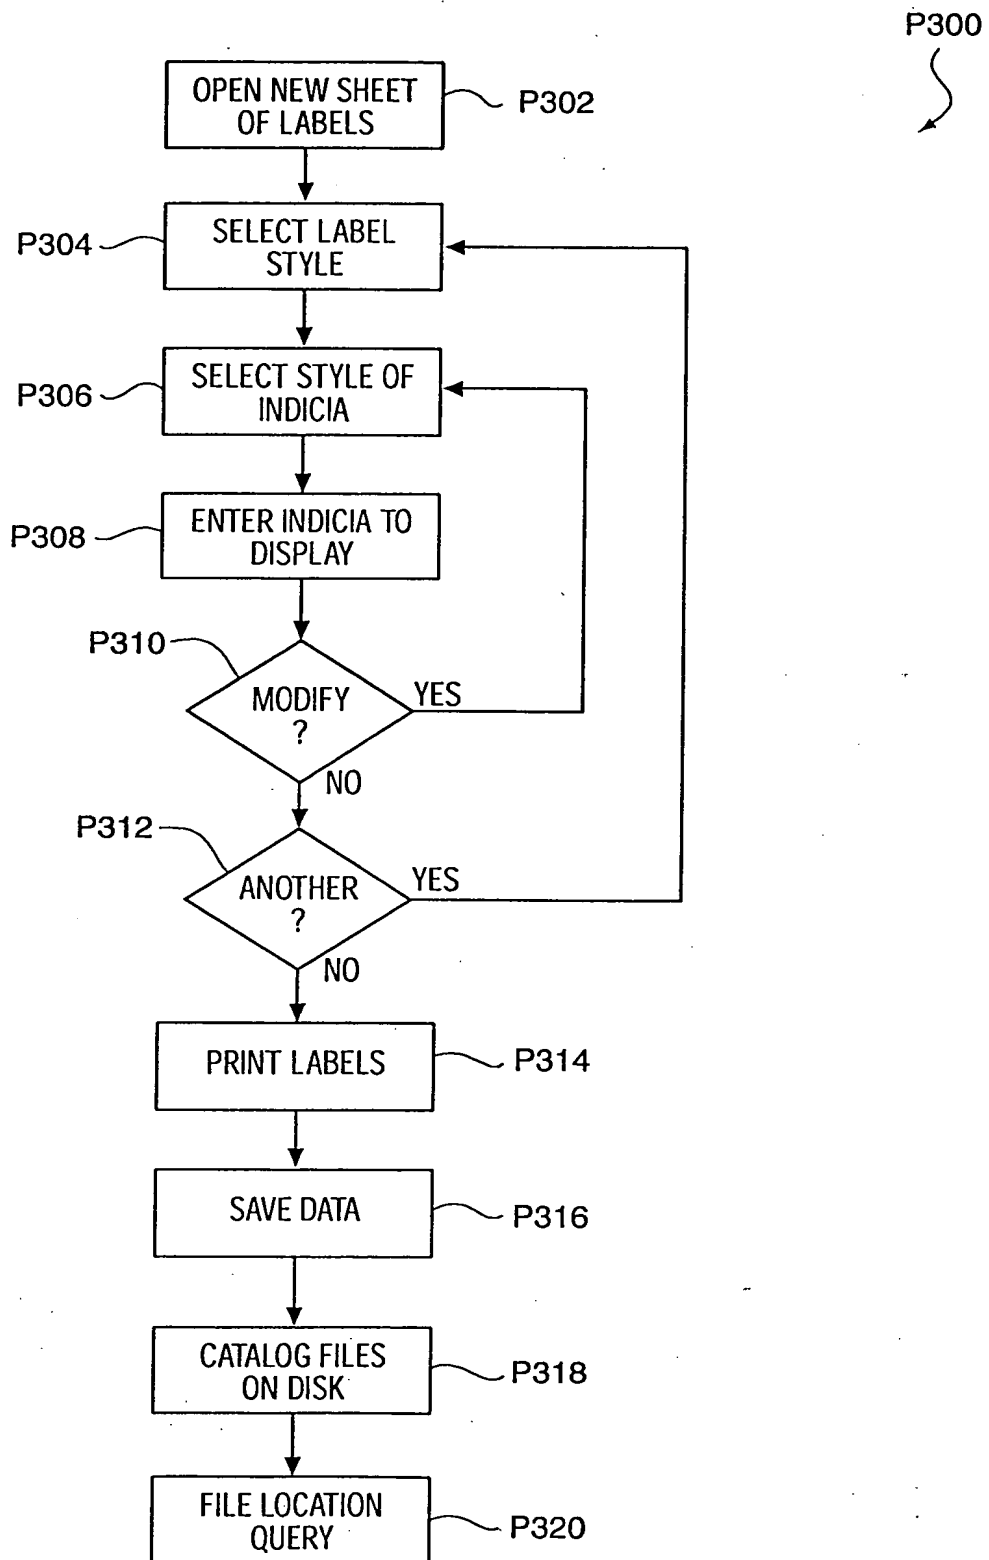 P300
OPEN NEW SHEET
OF LABELS
P302
P304
SELECT LABEL
STYLE
P306
SELECT STYLE OF
INDICIA
P308
ENTER INDICIA TO
DISPLAY
P310
MODIFY
?
YES
NO
P312
ANOTHER
?
YES
NO
PRINT LABELS
P314
SAVE DATA
P316
CATALOG FILES
ON DISK
P318
FILE LOCATION
QUERY
P320